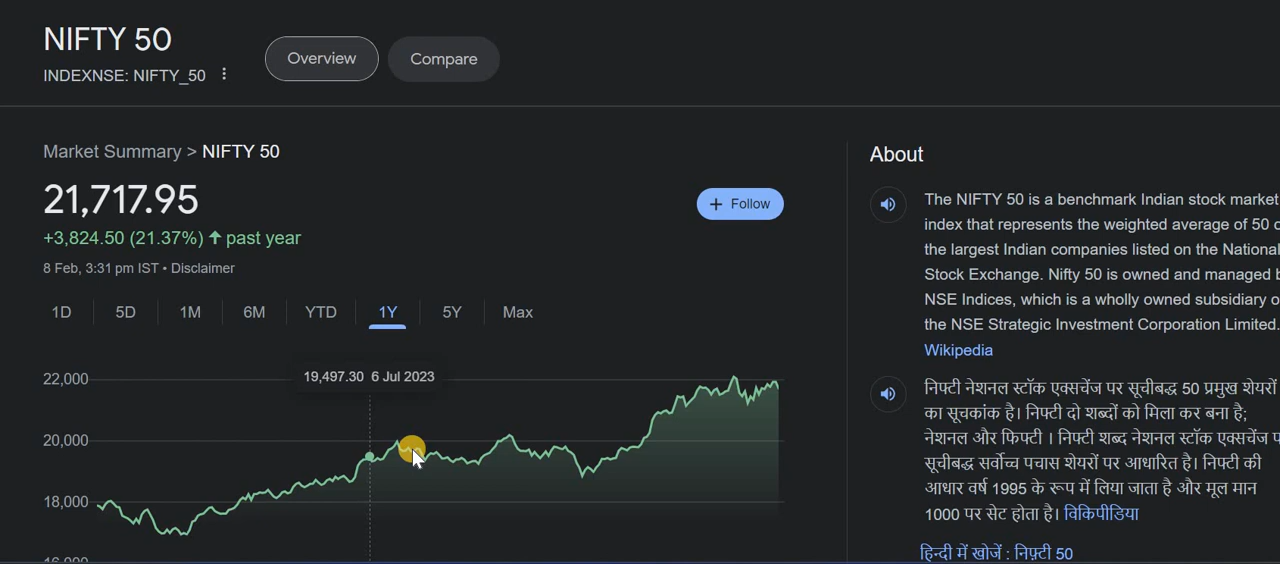 NIFTY 50
INDEXNSE: NIFTY_50
Overview
Compare
Market Summary > NIFTY 50
21,717.95
+3,824.50 (21.37%) ↑ past year
8 Feb, 3:31 pm IST • Disclaimer
+ Follow
1D 5D 1M 6M YTD 1Y 5Y Max
19,497.30 6 Jul 2023
22,000
20,000
18,000
About
The NIFTY 50 is a benchmark Indian stock market
index that represents the weighted average of 50
the largest Indian companies listed on the National
Stock Exchange. Nifty 50 is owned and managed
NSE Indices, which is a wholly owned subsidiary
the NSE Strategic Investment Corporation Limited.
Wikipedia
निफ्टी नेशनल स्टॉक एक्सचेंज पर सूचीबद्ध 50 प्रमुख शेयरों
का सूचकांक है। निफ्टी दो शब्दों को मिला कर बना है;
नेशनल और फिफ्टी । निफ्टी शब्द नेशनल स्टॉक एक्सचेंज
सूचीबद्ध सर्वोच्च पचास शेयरों पर आधारित है। निफ्टी की
आधार वर्ष 1995 के रूप में लिया जाता है और मूल मान
1000 पर सेट होता है। विकिपीडिया
हिन्दी में खोजें : निफ़्टी 50